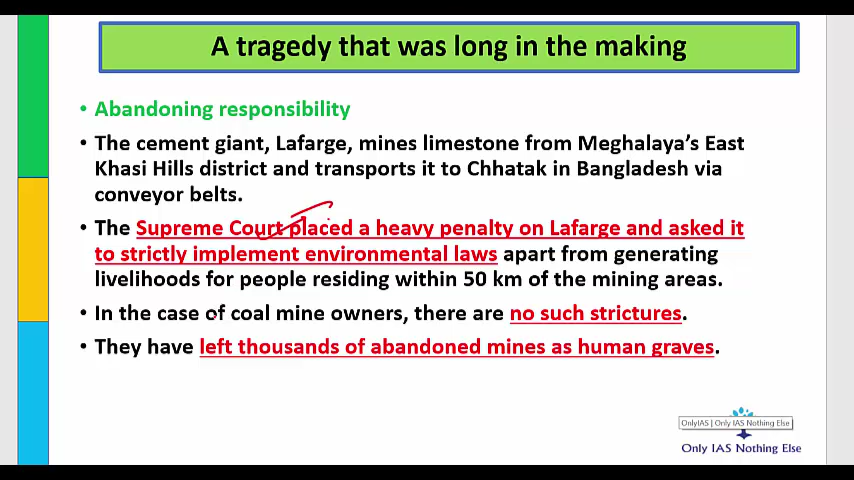 A tragedy that was long in the making
• Abandoning responsibility
• The cement giant, Lafarge, mines limestone from Meghalaya's East
Khasi Hills district and transports it to Chhatak in Bangladesh via
conveyor belts.
• The Supreme Court placed a heavy penalty on Lafarge and asked it
to strictly implement environmental laws apart from generating
livelihoods for people residing within 50 km of the mining areas.
• In the case of coal mine owners, there are no such strictures.
• They have left thousands of abandoned mines as human graves.
OnlyIAS | Only IAS Nothing Else
Only IAS Nothing Else